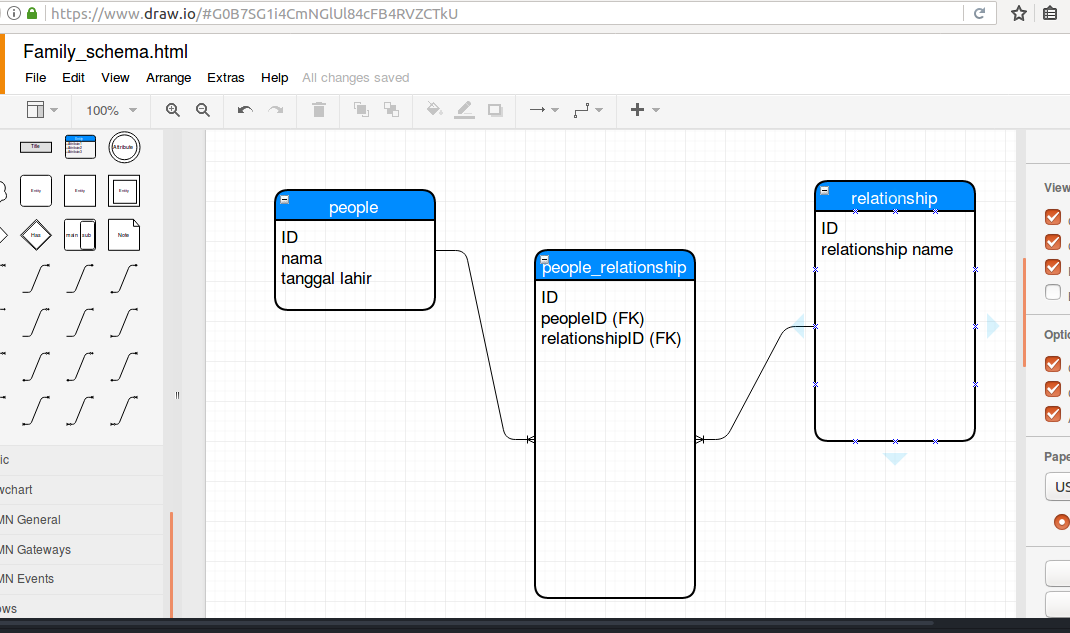 https://www.draw.io/#G0B7SG1i4CmNGlUl84cFB4RVZCTkU
Family_schema.html
File Edit View Arrange Extras Help All changes saved
100%
Title
Attribute
Entity Entity Entity
Has main sub Note
ic
wchart
MN General
MN Gateways
MN Events
ows
people
ID
nama
tanggal lahir
people_relationship
ID
peopleID (FK)
relationshipID (FK)
relationship
ID
relationship name
View
Optio
Pape
US